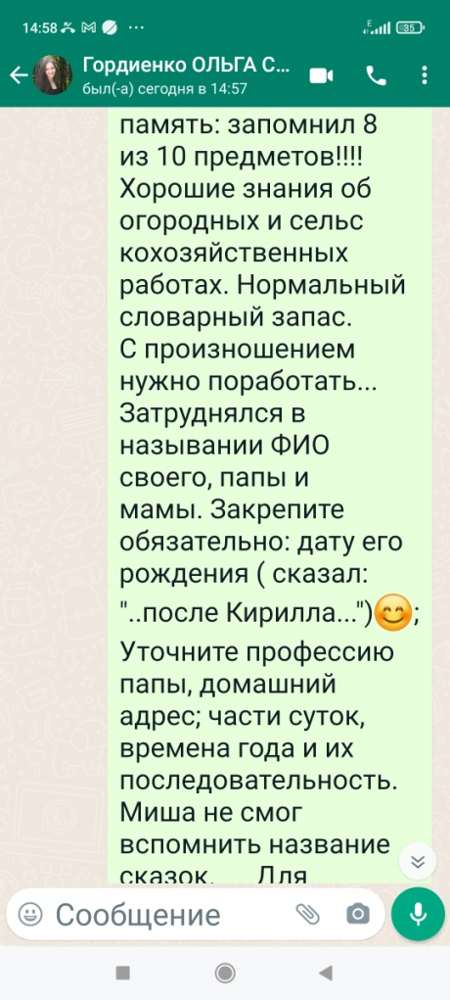 14:58 ... E 4G 35
Гордиенко ОЛЬГА С...
был(-а) сегодня в 14:57
память: запомнил 8
из 10 предметов!!!!
Хорошие знания об
огородных и сельс
кохозяйственных
работах. Нормальный
словарный запас.
С произношением
нужно поработать...
Затруднялся в
назывании ФИО
своего, папы и
мамы. Закрепите
обязательно: дату его
рождения ( сказал:
"..после Кирилла...")😊;
Уточните профессию
папы, домашний
адрес; части суток,
времена года и их
последовательность.
Миша не смог
вспомнить название
сказок. Для
Сообщение